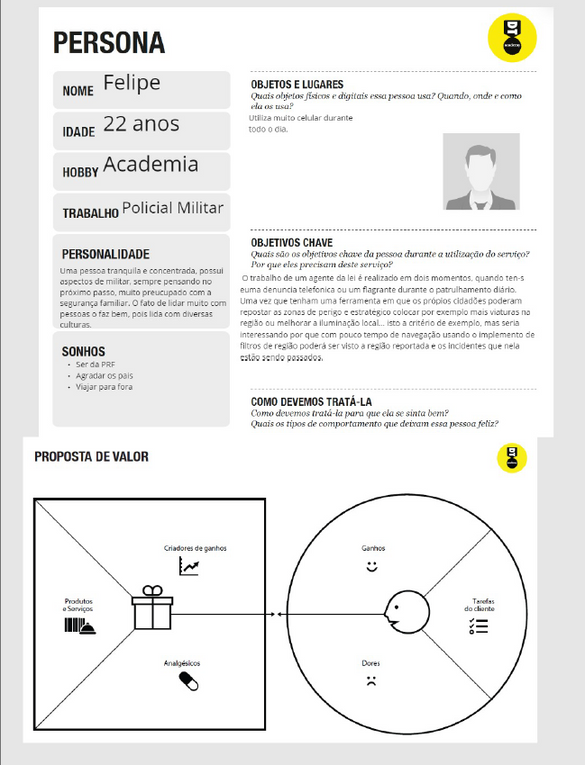 PERSONA
NOME Felipe
IDADE 22 anos
HOBBY Academia
TRABALHO Policial Militar
PERSONALIDADE
Uma pessoa tranquila e concentrada, possui
aspectos de militar, sempre pensando no
próximo passo, muito preucupado com a
segurança familiar. O fato de lidar muito com
pessoas o faz bem, pois lida com diversas
culturas.
SONHOS
• Ser da PRF
• Agradar os pais
• Viajar para fora
OBJETOS E LUGARES
Quais objetos físicos e digitais essa pessoa usa? Quando, onde e como
ela os usa?
Utiliza muito celular durante
todo o dia.
OBJETIVOS CHAVE
Quais são os objetivos chave da pessoa durante a utilização do serviço?
Por que eles precisam deste serviço?
O trabalho de um agente da lei é realizado em dois momentos, quando ten-s
euma denuncia telefonica ou um flagrante durante o patrulhamento diário.
Uma vez que tenham uma ferramenta em que os própios cidadões poderam
repostar as zonas de perigo e estratégico colocar por exemplo mais viaturas na
região ou melhorar a iluminação local... isto a critério de exemplo, mas seria
interessando por que com pouco tempo de navegação usando o implemento de
filtros de região poderá ser visto a região reportada e os incidentes que nela
estão sendo passados.
COMO DEVEMOS TRATÁ-LA
Como devemos tratá-la para que ela se sinta bem?
Quais os tipos de comportamento que deixam essa pessoa feliz?
PROPOSTA DE VALOR
Criadores de ganhos
Produtos
e Serviços
Analgésicos
Ganhos
Tarefas
do cliente
Dores